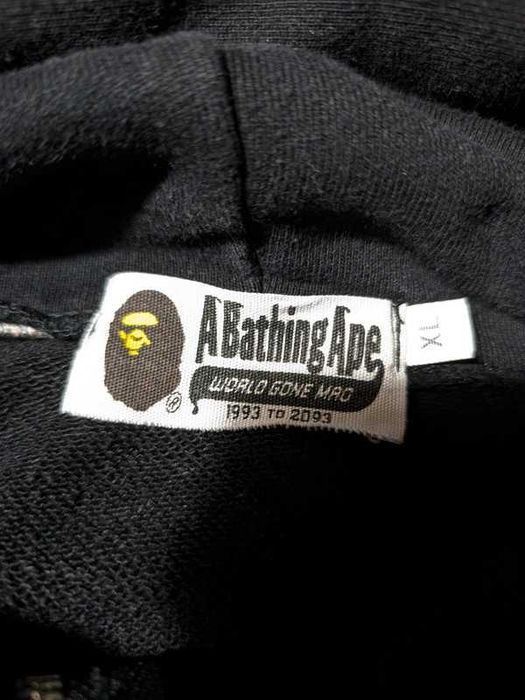 A Bathing Ape
WORLD GONE MAD
1993 TO 2093
®
XL